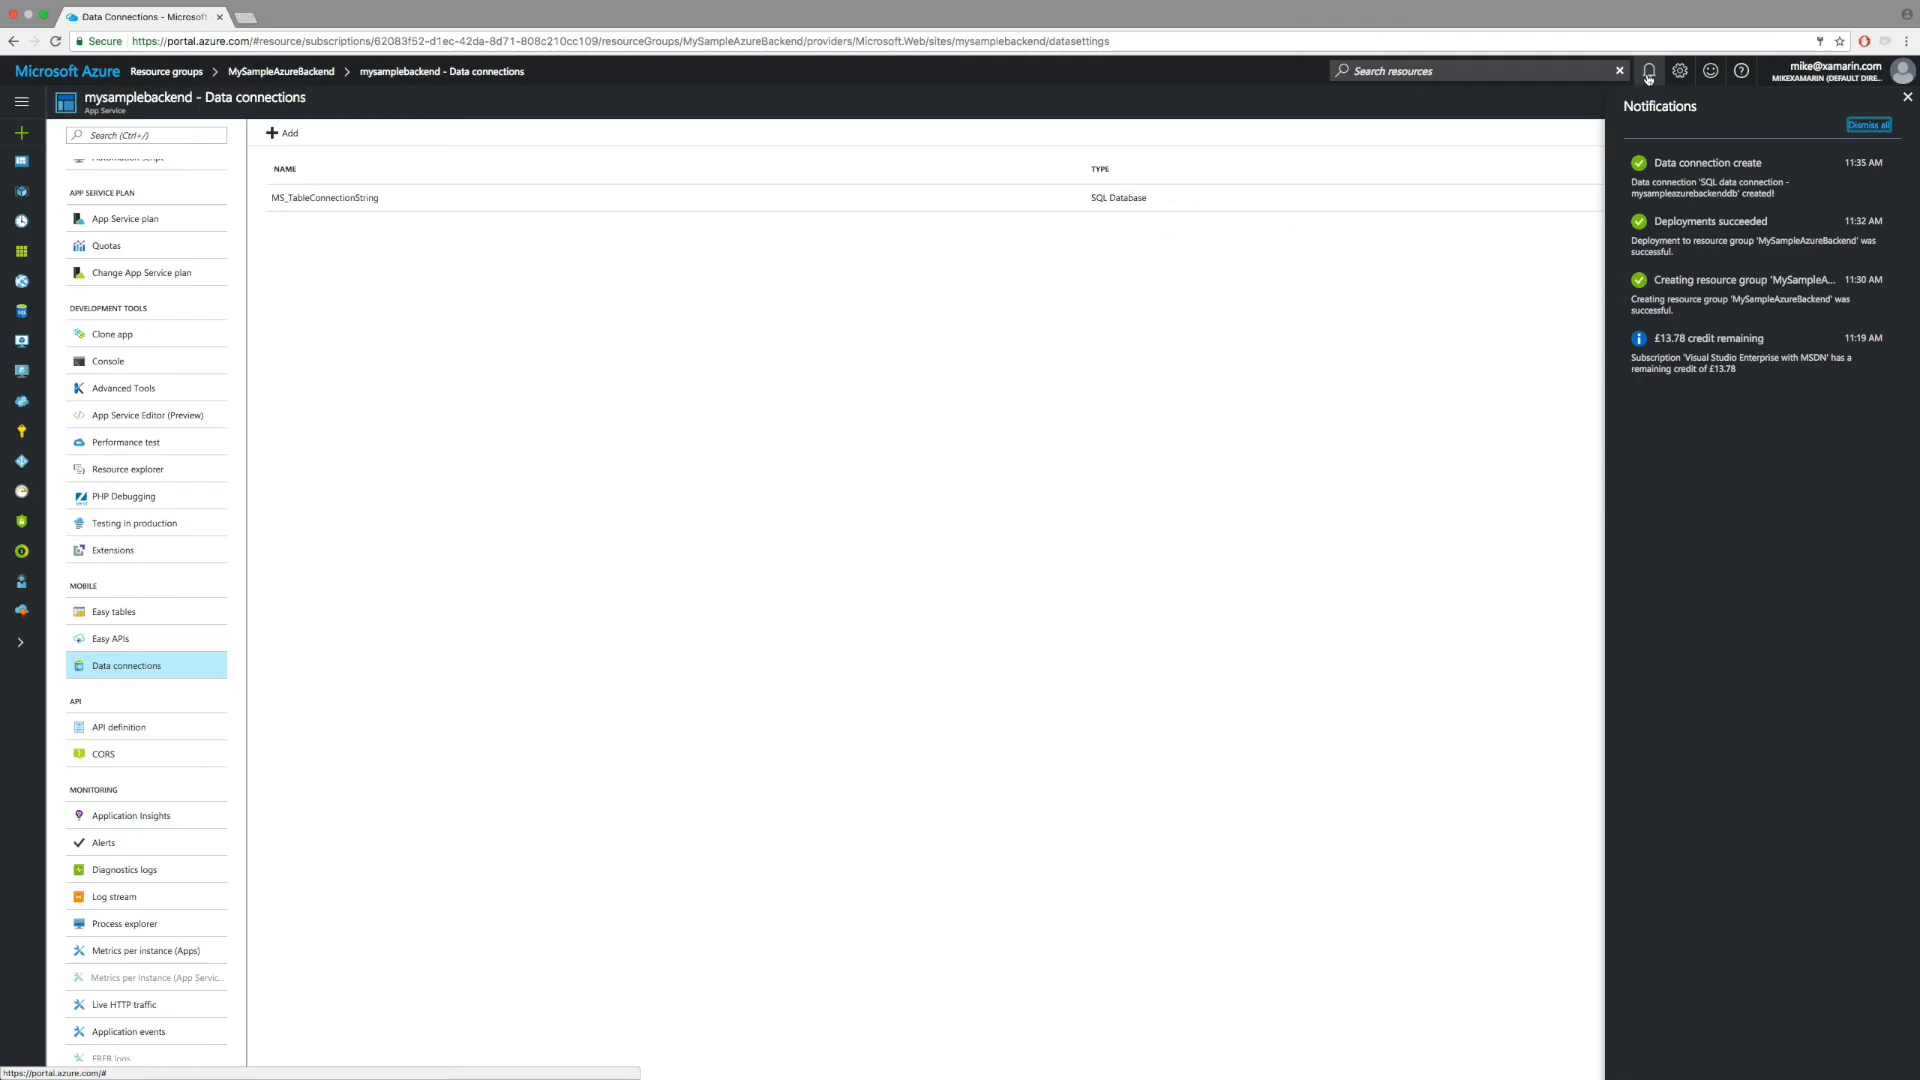 Data Connections - Microsoft
Secure https://portal.azure.com/#resource/subscriptions/62083f52-d1ec-42da-8d71-808c210cc109/resourceGroups/MySampleAzureBackend/providers/Microsoft.Web/sites/mysamplebackend/datasettings
Microsoft Azure Resource groups > MySampleAzureBackend > mysamplebackend - Data connections
Search resources
mike@xamarin.com
MIKEXAMARIN (DEFAULT DIRE...
mysamplebackend - Data connections
App Service
Search (Ctrl+/)
Automation script
APP SERVICE PLAN
App Service plan
Quotas
Change App Service plan
DEVELOPMENT TOOLS
Clone app
Console
Advanced Tools
App Service Editor (Preview)
Performance test
Resource explorer
PHP Debugging
Testing in production
Extensions
MOBILE
Easy tables
Easy APIs
Data connections
API
API definition
CORS
MONITORING
Application Insights
Alerts
Diagnostics logs
Log stream
Process explorer
Metrics per instance (Apps)
Metrics per Instance (App Servic...
Live HTTP traffic
Application events
FREB logs
Add
NAME TYPE
MS_TableConnectionString SQL Database
Notifications
Dismiss all
Data connection create 11:35 AM
Data connection 'SQL data connection -
mysampleazurebackenddb' created!
Deployments succeeded 11:32 AM
Deployment to resource group 'MySampleAzureBackend' was
successful.
Creating resource group 'MySampleA... 11:30 AM
Creating resource group 'MySampleAzureBackend' was
successful.
£13.78 credit remaining 11:19 AM
Subscription 'Visual Studio Enterprise with MSDN' has a
remaining credit of £13.78
https://portal.azure.com/#